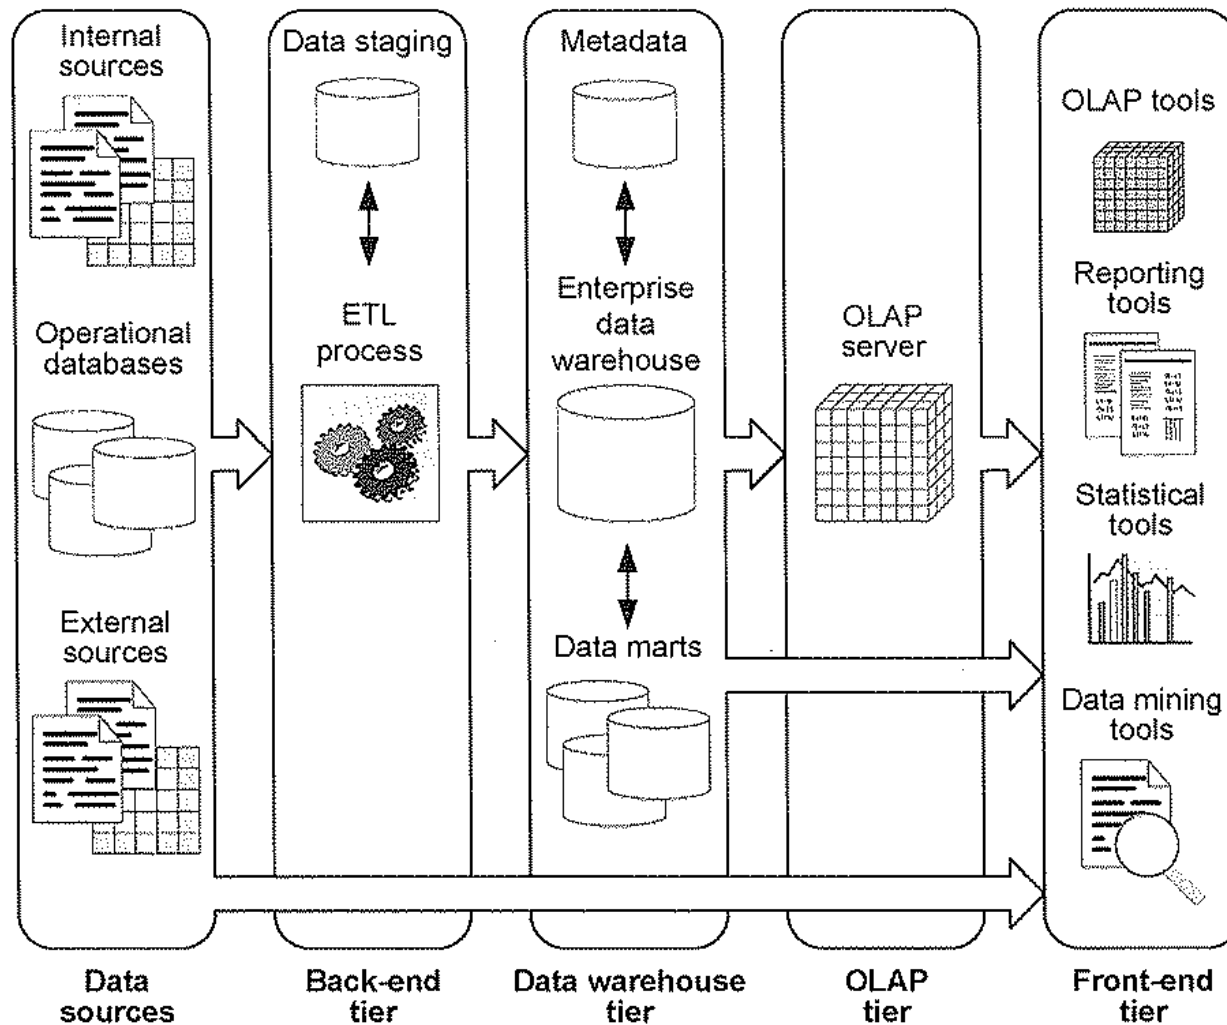 Internal
sources
Operational
databases
External
sources
Data
sources
Data staging
ETL
process
Back-end
tier
Metadata
Enterprise
data
warehouse
Data marts
Data warehouse
tier
OLAP
server
OLAP
tier
OLAP tools
Reporting
tools
Statistical
tools
Data mining
tools
Front-end
tier